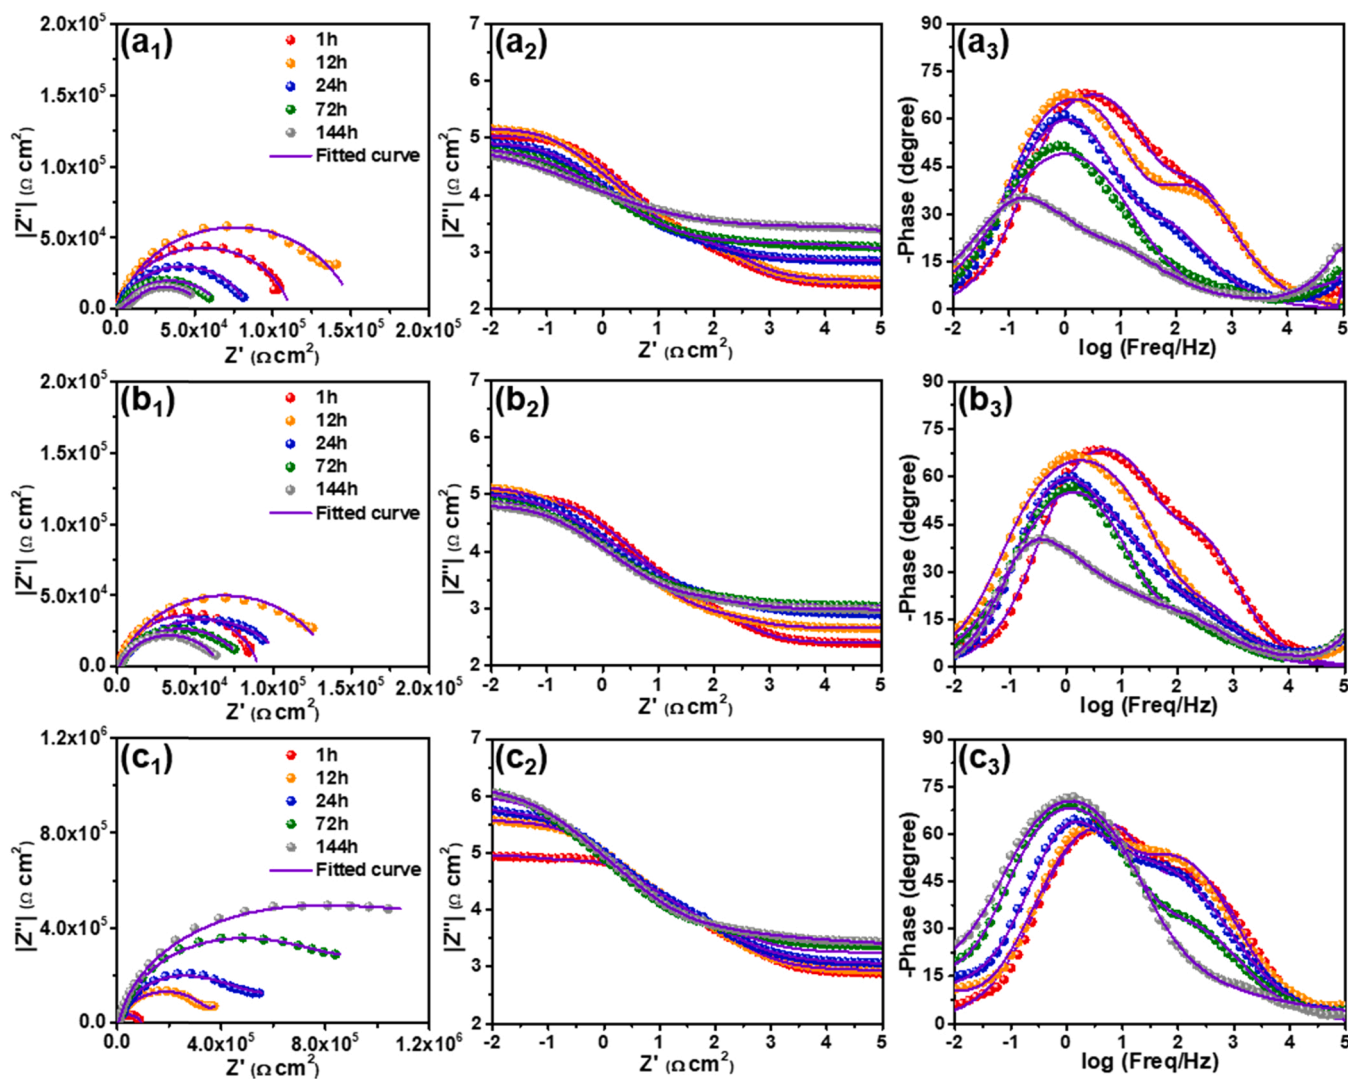 (a1)
2.0x10^5
1.5x10^5
1.0x10^5
5.0x10^4
0.0
|Z"| (Ω cm²)
1h
12h
24h
72h
144h
Fitted curve
0.0 5.0x10^4 1.0x10^5 1.5x10^5 2.0x10^5
Z' (Ω cm²)
(a2)
7
6
5
4
3
2
|Z"| (Ω cm²)
-2 -1 0 1 2 3 4 5
Z' (Ω cm²)
(a3)
90
75
60
45
30
15
0
-Phase (degree)
-2 -1 0 1 2 3 4 5
log (Freq/Hz)
(b1)
2.0x10^5
1.5x10^5
1.0x10^5
5.0x10^4
0.0
|Z"| (Ω cm²)
1h
12h
24h
72h
144h
Fitted curve
0.0 5.0x10^4 1.0x10^5 1.5x10^5 2.0x10^5
Z' (Ω cm²)
(b2)
7
6
5
4
3
2
|Z"| (Ω cm²)
-2 -1 0 1 2 3 4 5
Z' (Ω cm²)
(b3)
90
75
60
45
30
15
0
-Phase (degree)
-2 -1 0 1 2 3 4 5
log (Freq/Hz)
(c1)
1.2x10^6
8.0x10^5
4.0x10^5
0.0
|Z"| (Ω cm²)
1h
12h
24h
72h
144h
Fitted curve
0.0 4.0x10^5 8.0x10^5 1.2x10^6
Z' (Ω cm²)
(c2)
7
6
5
4
3
2
|Z"| (Ω cm²)
-2 -1 0 1 2 3 4 5
Z' (Ω cm²)
(c3)
90
75
60
45
30
15
0
-Phase (degree)
-2 -1 0 1 2 3 4 5
log (Freq/Hz)